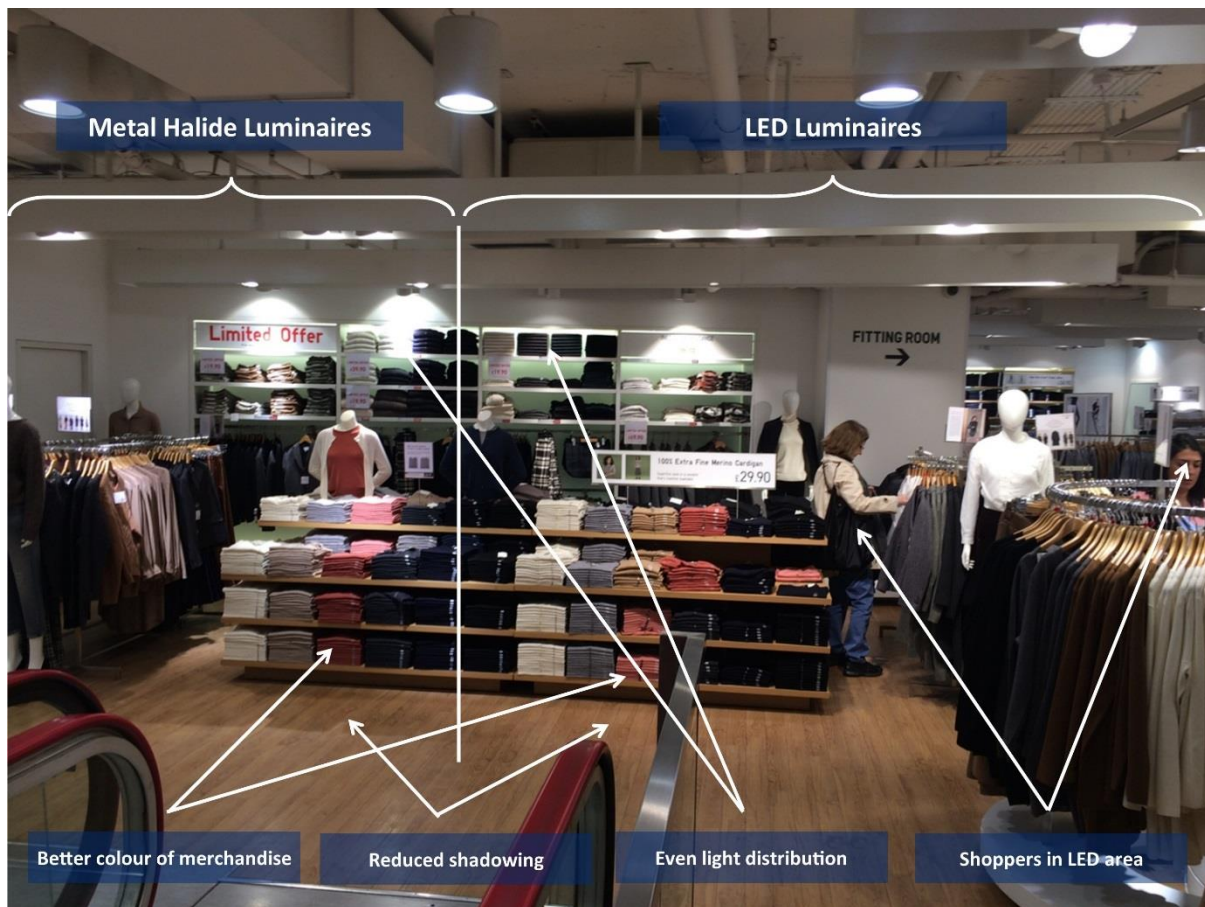 Metal Halide Luminaires
LED Luminaires
Limited Offer
FITTING ROOM
100% Extra Fine Merino Cardigan
£29.90
Better colour of merchandise
Reduced shadowing
Even light distribution
Shoppers in LED area